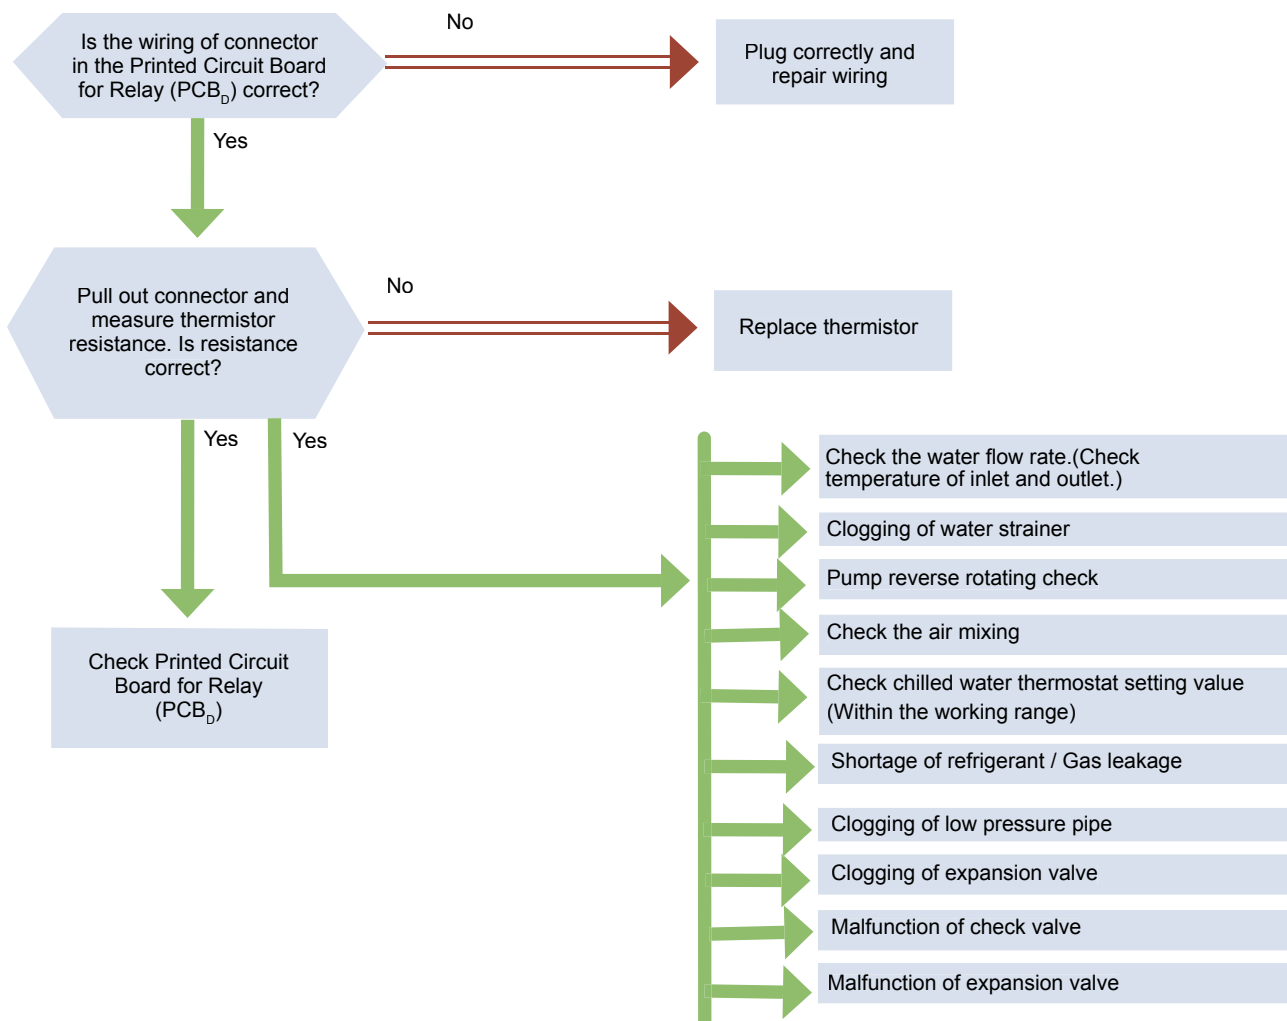 Is the wiring of connector
in the Printed Circuit Board
for Relay (PCBD) correct?
No
Plug correctly and
repair wiring
Yes
Pull out connector and
measure thermistor
resistance. Is resistance
correct?
No
Replace thermistor
Yes
Yes
Check Printed Circuit
Board for Relay
(PCBD)
Check the water flow rate.(Check
temperature of inlet and outlet.)
Clogging of water strainer
Pump reverse rotating check
Check the air mixing
Check chilled water thermostat setting value
(Within the working range)
Shortage of refrigerant / Gas leakage
Clogging of low pressure pipe
Clogging of expansion valve
Malfunction of check valve
Malfunction of expansion valve